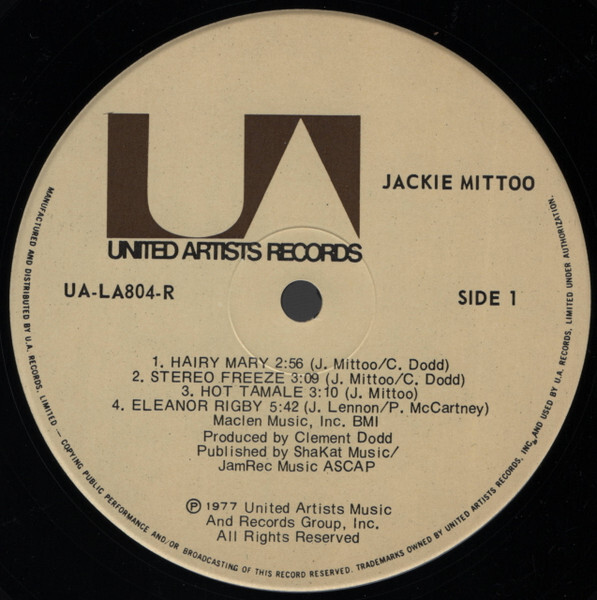 UA
UNITED ARTISTS RECORDS
JACKIE MITTOO
UA-LA804-R
SIDE 1
1. HAIRY MARY 2:56 (J. Mittoo/C. Dodd)
2. STEREO FREEZE 3:09 (J. Mittoo/C. Dodd)
3. HOT TAMALE 3:10 (J. Mittoo)
4. ELEANOR RIGBY 5:42 (J. Lennon/P. McCartney)
Maclen Music, Inc. BMI
Produced by Clement Dodd
Published by ShaKat Music/
JamRec Music ASCAP
Ⓟ 1977 United Artists Music
And Records Group, Inc.
All Rights Reserved
MANUFACTURED AND DISTRIBUTED BY U.A. RECORDS, LIMITED — COPYING PUBLIC PERFORMANCE AND/OR BROADCASTING OF THIS RECORD RESERVED. TRADEMARKS OWNED BY UNITED ARTISTS RECORDS, INC. AND USED BY U.A. RECORDS, LIMITED UNDER AUTHORIZATION.